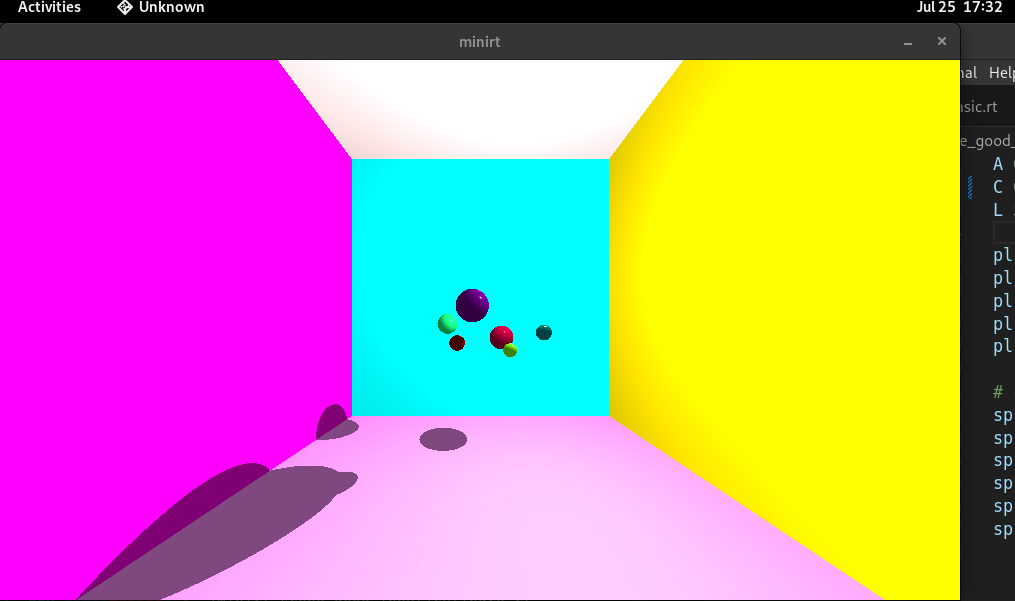 Activities Unknown Jul 25 17:32
minirt
nal Help
asic.rt
e_good_
A
C
L
pl
pl
pl
pl
pl
#
sp
sp
sp
sp
sp
sp